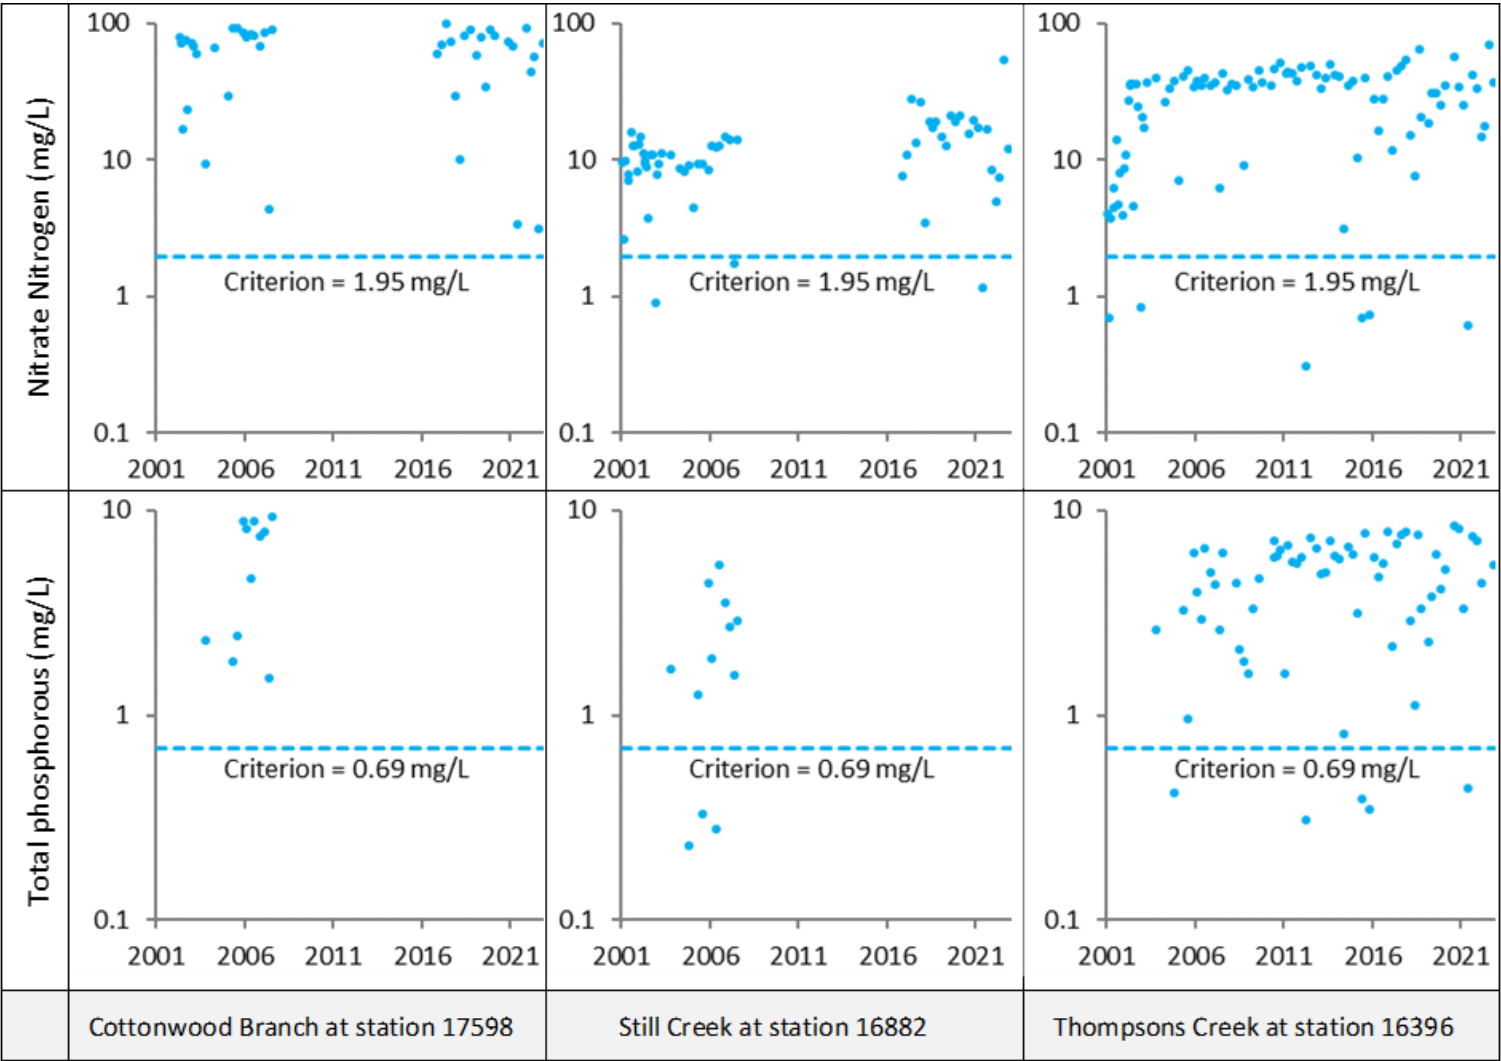 Nitrate Nitrogen (mg/L)
100
10
1
0.1
Criterion = 1.95 mg/L
2001 2006 2011 2016 2021
100
10
1
0.1
Criterion = 1.95 mg/L
2001 2006 2011 2016 2021
100
10
1
0.1
Criterion = 1.95 mg/L
2001 2006 2011 2016 2021
Total phosphorous (mg/L)
10
1
0.1
Criterion = 0.69 mg/L
2001 2006 2011 2016 2021
10
1
0.1
Criterion = 0.69 mg/L
2001 2006 2011 2016 2021
10
1
0.1
Criterion = 0.69 mg/L
2001 2006 2011 2016 2021
Cottonwood Branch at station 17598
Still Creek at station 16882
Thompsons Creek at station 16396